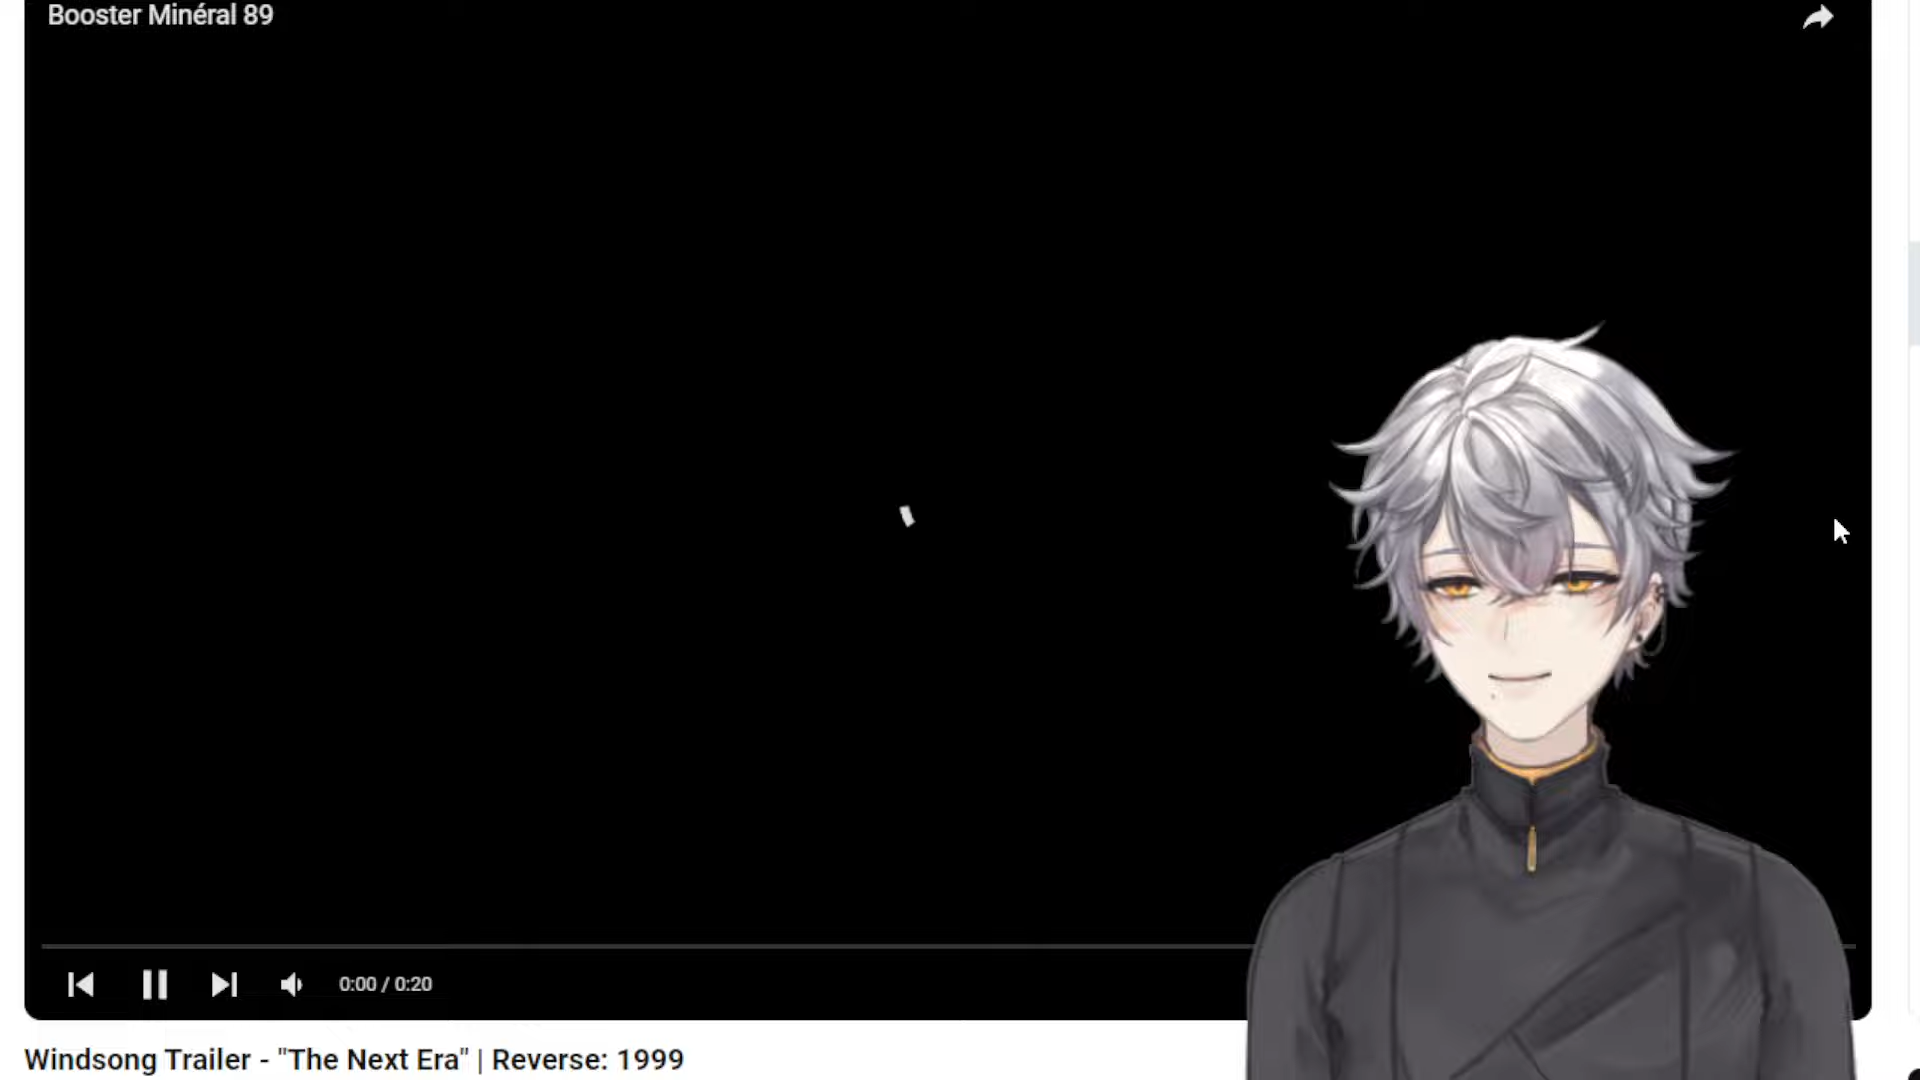 Booster Minéral 89
0:00 / 0:20
Windsong Trailer - "The Next Era" | Reverse: 1999